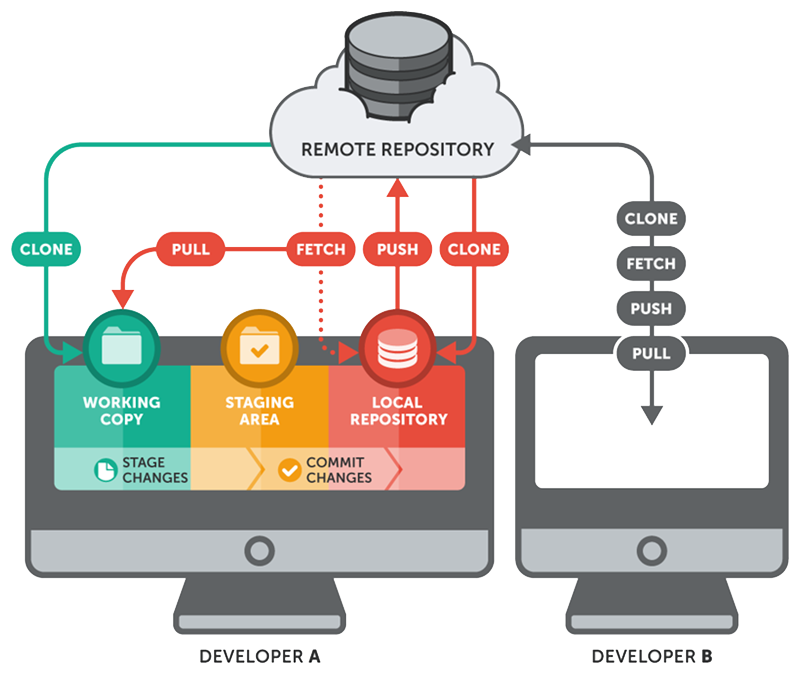 REMOTE REPOSITORY
CLONE
PULL
FETCH
PUSH
CLONE
CLONE
FETCH
PUSH
PULL
WORKING
COPY
STAGING
AREA
LOCAL
REPOSITORY
STAGE
CHANGES
COMMIT
CHANGES
DEVELOPER A
DEVELOPER B